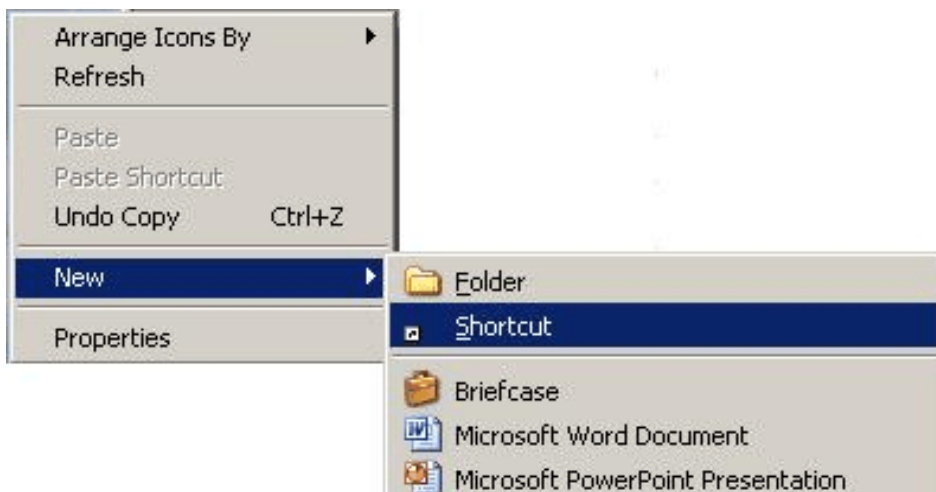 Arrange Icons By
Refresh
Paste
Paste Shortcut
Undo Copy Ctrl+Z
New
Properties
Folder
Shortcut
Briefcase
Microsoft Word Document
Microsoft PowerPoint Presentation